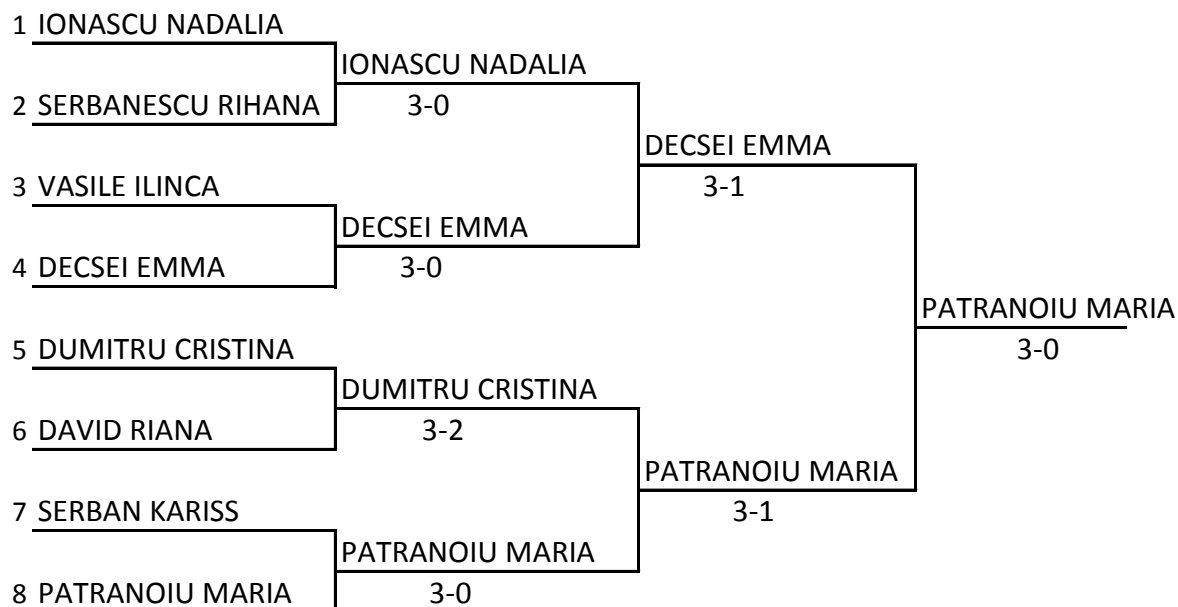 1 IONASCU NADALIA
IONASCU NADALIA
2 SERBANESCU RIHANA
3-0
DECSEI EMMA
3 VASILE ILINCA
3-1
DECSEI EMMA
4 DECSEI EMMA
3-0
PATRANOIU MARIA
5 DUMITRU CRISTINA
3-0
DUMITRU CRISTINA
6 DAVID RIANA
3-2
PATRANOIU MARIA
7 SERBAN KARISS
3-1
PATRANOIU MARIA
8 PATRANOIU MARIA
3-0